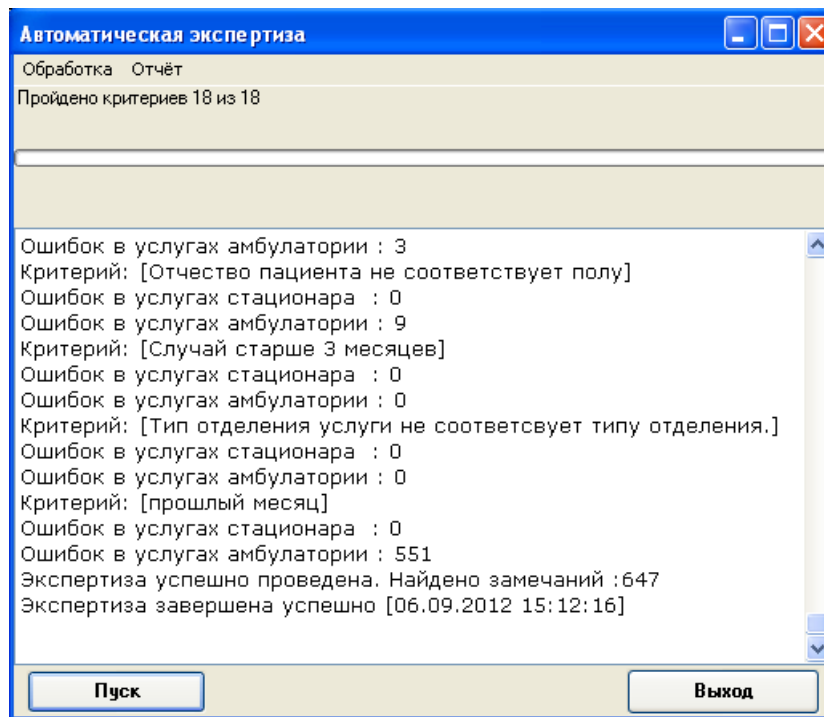 Автоматическая экспертиза
Обработка Отчёт
Пройдено критериев 18 из 18
Ошибок в услугах амбулатории : 3
Критерий: [Отчество пациента не соответствует полу]
Ошибок в услугах стационара  : 0
Ошибок в услугах амбулатории : 9
Критерий: [Случай старше 3 месяцев]
Ошибок в услугах стационара  : 0
Ошибок в услугах амбулатории : 0
Критерий: [Тип отделения услуги не соответсвует типу отделения.]
Ошибок в услугах стационара  : 0
Ошибок в услугах амбулатории : 0
Критерий: [прошлый месяц]
Ошибок в услугах стационара  : 0
Ошибок в услугах амбулатории : 551
Экспертиза успешно проведена. Найдено замечаний :647
Экспертиза завершена успешно [06.09.2012 15:12:16]
Пуск Выход